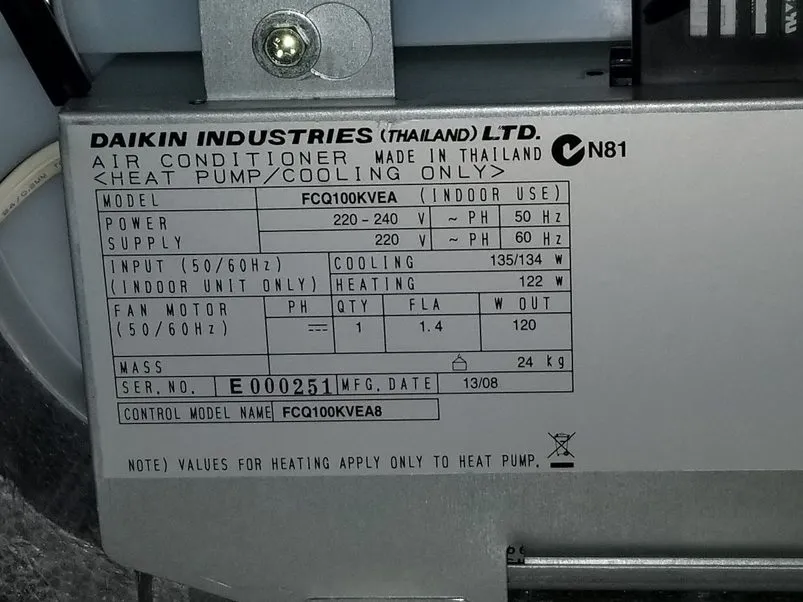 DAIKIN INDUSTRIES (THAILAND) LTD.
AIR CONDITIONER MADE IN THAILAND N81
<HEAT PUMP/COOLING ONLY>
MODEL FCQ100KVEA (INDOOR USE)
POWER SUPPLY 220-240 V ~ PH 50 Hz
220 V ~ PH 60 Hz
INPUT (50/60Hz) COOLING 135/134 W
(INDOOR UNIT ONLY) HEATING 122 W
FAN MOTOR PH QTY FLA W OUT
(50/60Hz) 1 1.4 120
MASS 24 kg
SER. NO. E000251 MFG. DATE 13/08
CONTROL MODEL NAME FCQ100KVEA8
NOTE) VALUES FOR HEATING APPLY ONLY TO HEAT PUMP.